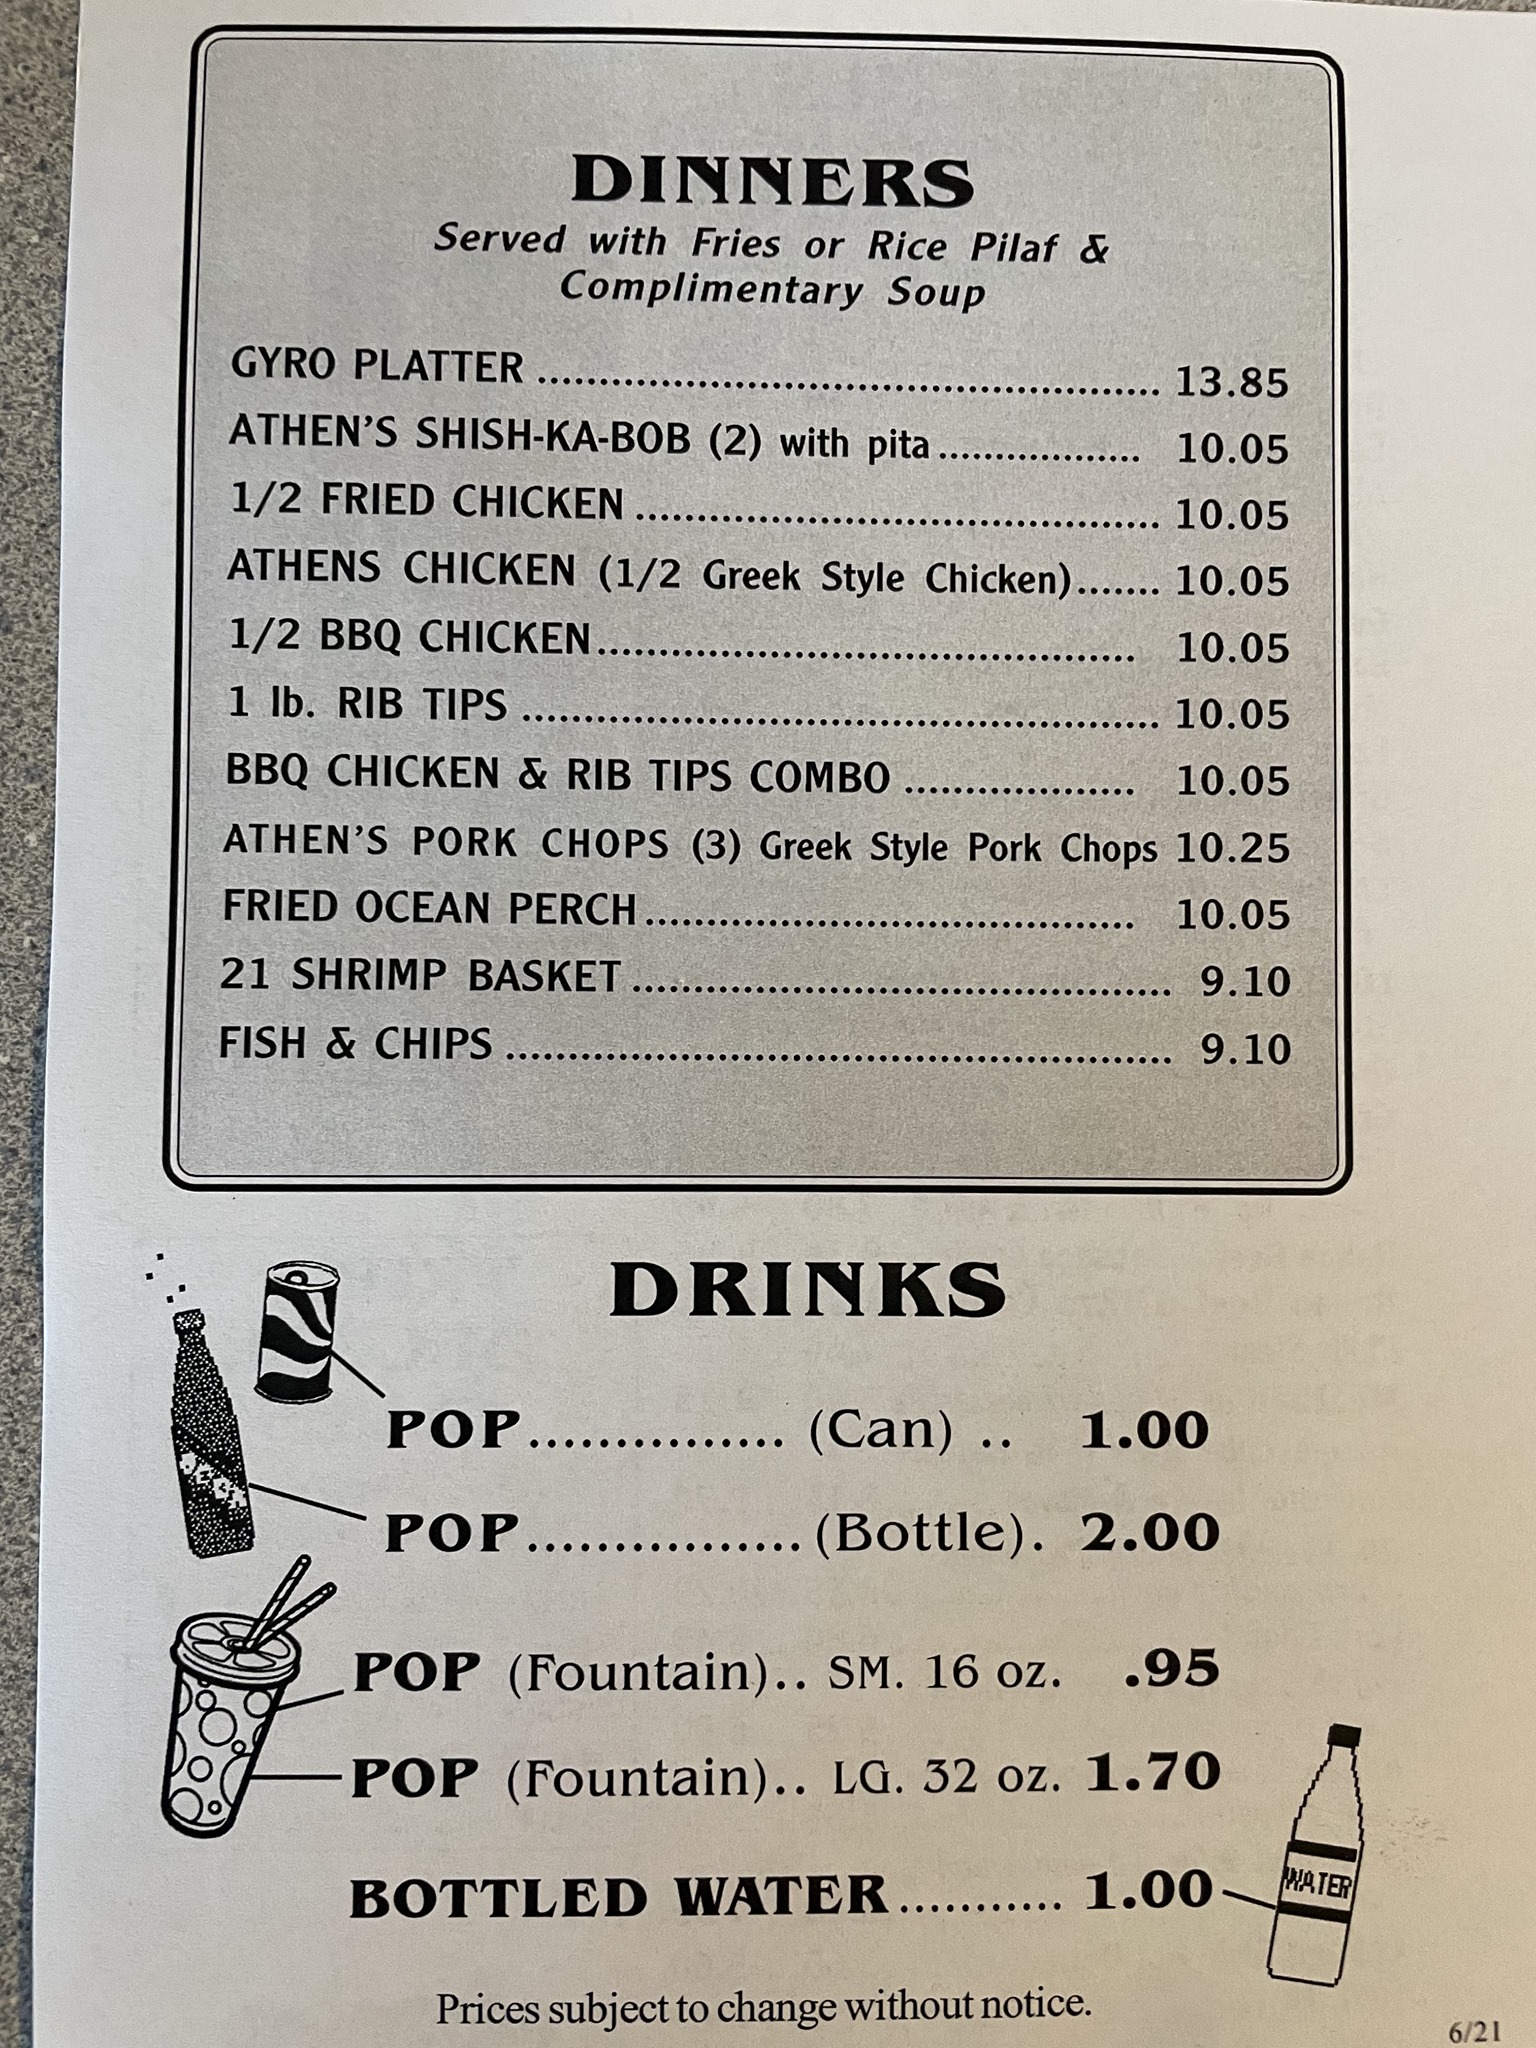 DINNERS
Served with Fries or Rice Pilaf &
Complimentary Soup
GYRO PLATTER .................................................. 13.85
ATHEN'S SHISH-KA-BOB (2) with pita ................. 10.05
1/2 FRIED CHICKEN .......................................... 10.05
ATHENS CHICKEN (1/2 Greek Style Chicken)....... 10.05
1/2 BBQ CHICKEN............................................ 10.05
1 lb. RIB TIPS .................................................... 10.05
BBQ CHICKEN & RIB TIPS COMBO ................... 10.05
ATHEN'S PORK CHOPS (3) Greek Style Pork Chops 10.25
FRIED OCEAN PERCH........................................ 10.05
21 SHRIMP BASKET ............................................ 9.10
FISH & CHIPS ...................................................... 9.10
DRINKS
POP............... (Can) .. 1.00
POP................ (Bottle). 2.00
POP (Fountain).. SM. 16 oz. .95
POP (Fountain).. LG. 32 oz. 1.70
BOTTLED WATER........... 1.00
WATER
Prices subject to change without notice.
6/21